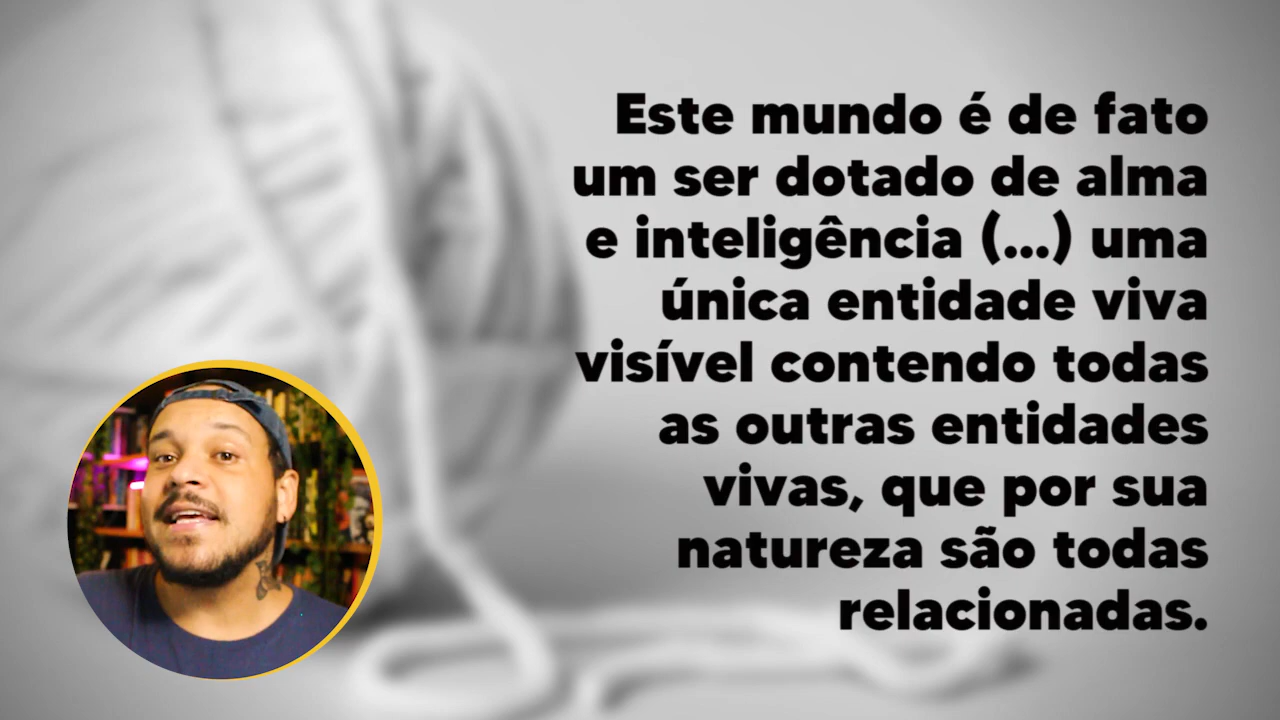 Este mundo é de fato
um ser dotado de alma
e inteligência (...) uma
única entidade viva
visível contendo todas
as outras entidades
vivas, que por sua
natureza são todas
relacionadas.